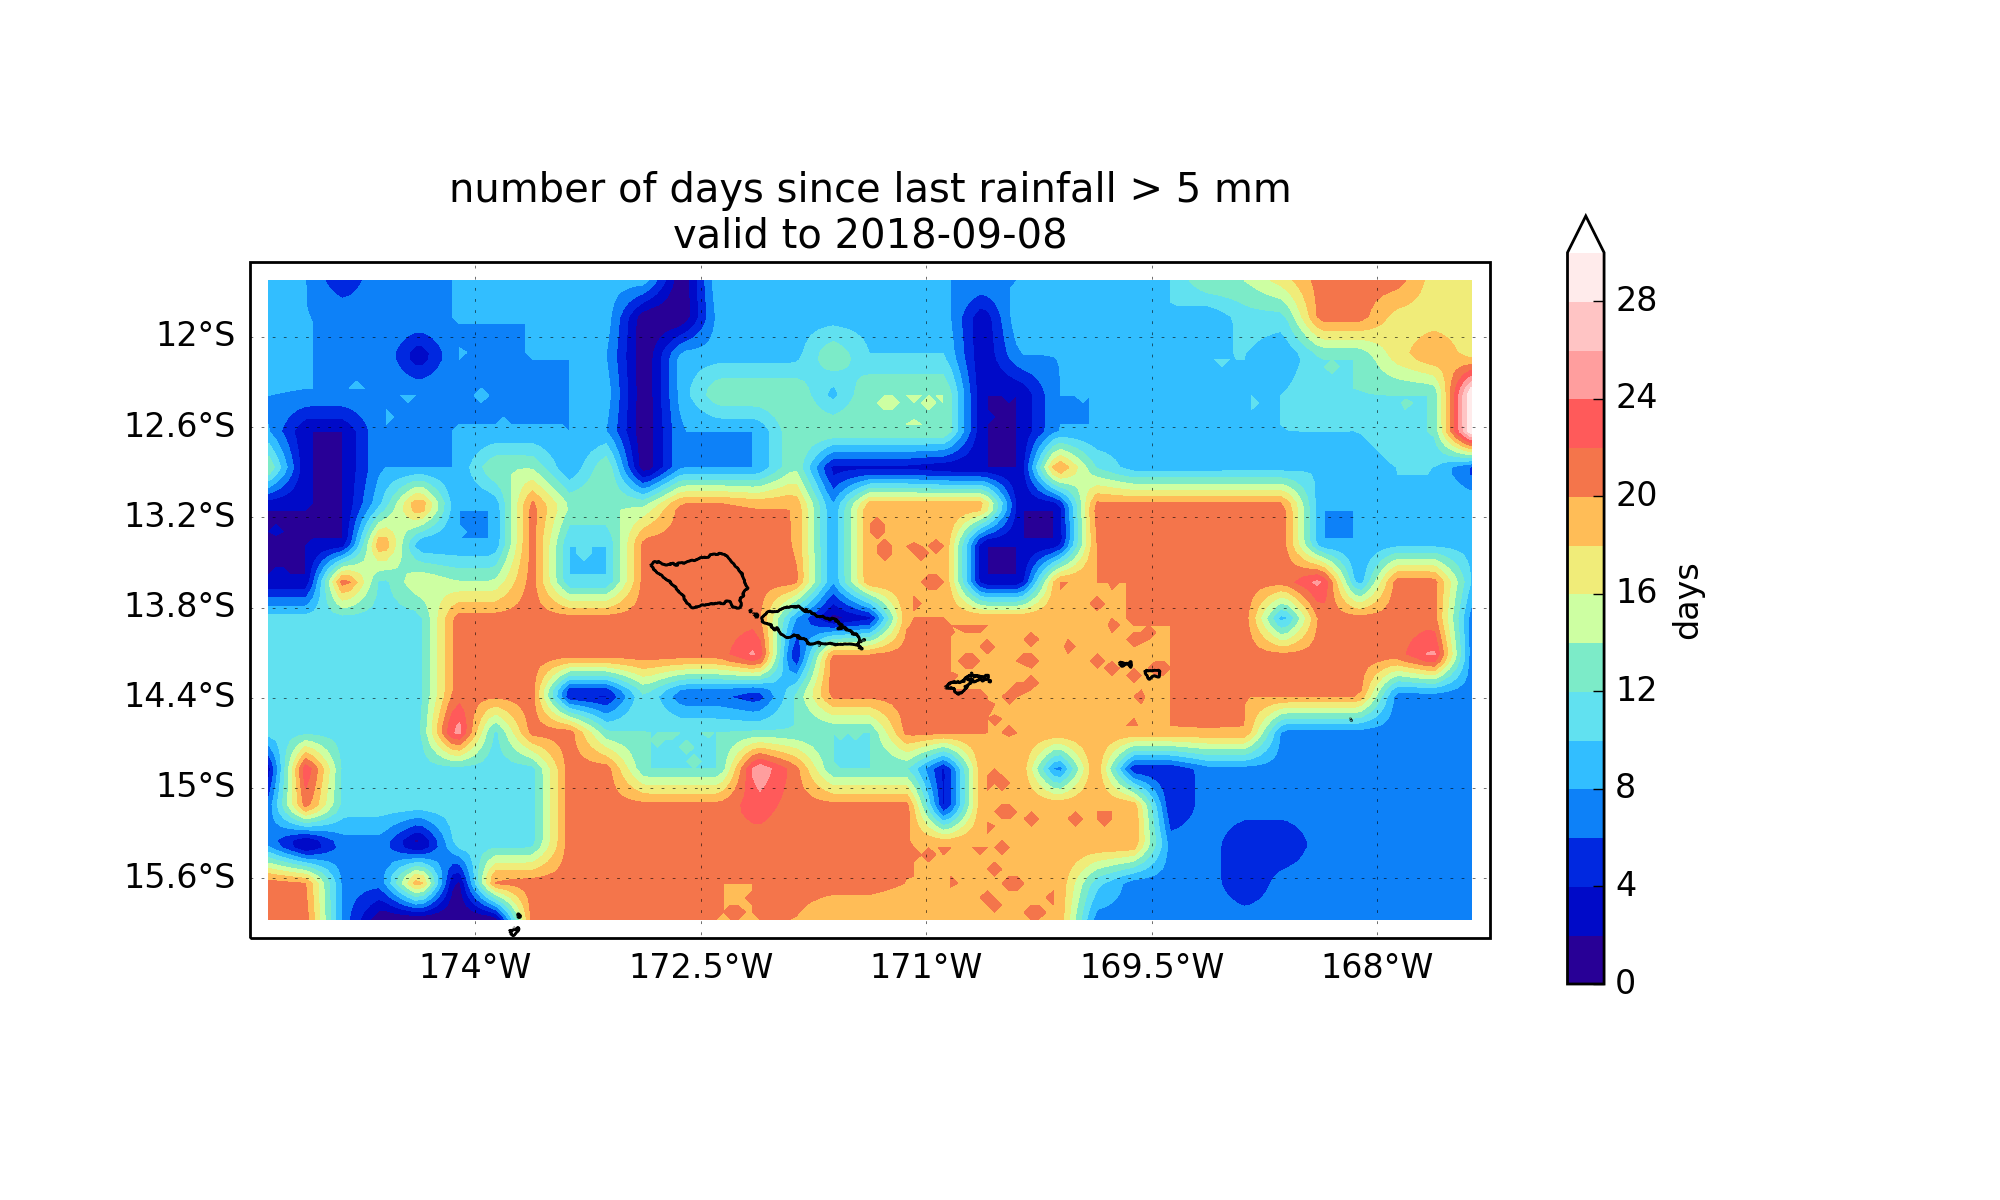 number of days since last rainfall > 5 mm
valid to 2018-09-08
12°S
12.6°S
13.2°S
13.8°S
14.4°S
15°S
15.6°S
174°W
172.5°W
171°W
169.5°W
168°W
28
24
20
16
12
8
4
0
days